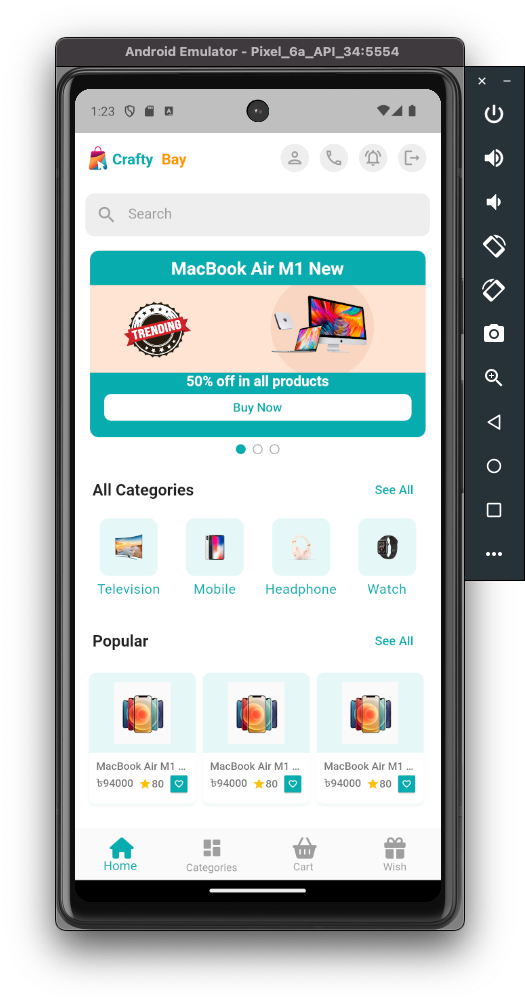 Android Emulator - Pixel_6a_API_34:5554
1:23
Crafty Bay
Search
MacBook Air M1 New
TRENDING
50% off in all products
Buy Now
All Categories See All
Television Mobile Headphone Watch
Popular See All
MacBook Air M1 ... MacBook Air M1 ... MacBook Air M1 ...
৳94000 80 ৳94000 80 ৳94000 80
Home Categories Cart Wish